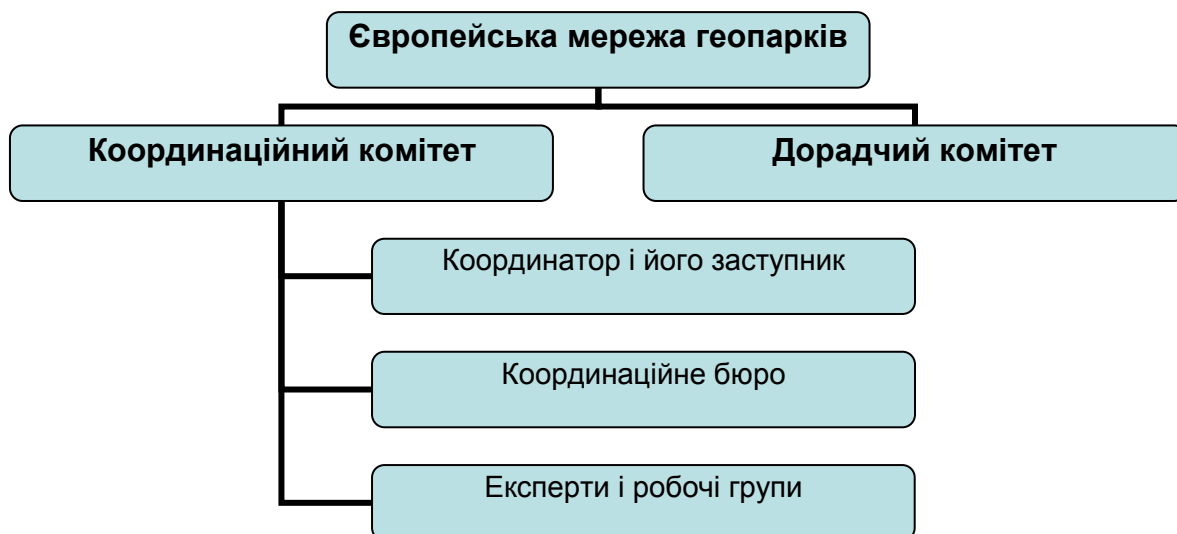 Європейська мережа геопарків
Координаційний комітет
Дорадчий комітет
Координатор і його заступник
Координаційне бюро
Експерти і робочі групи